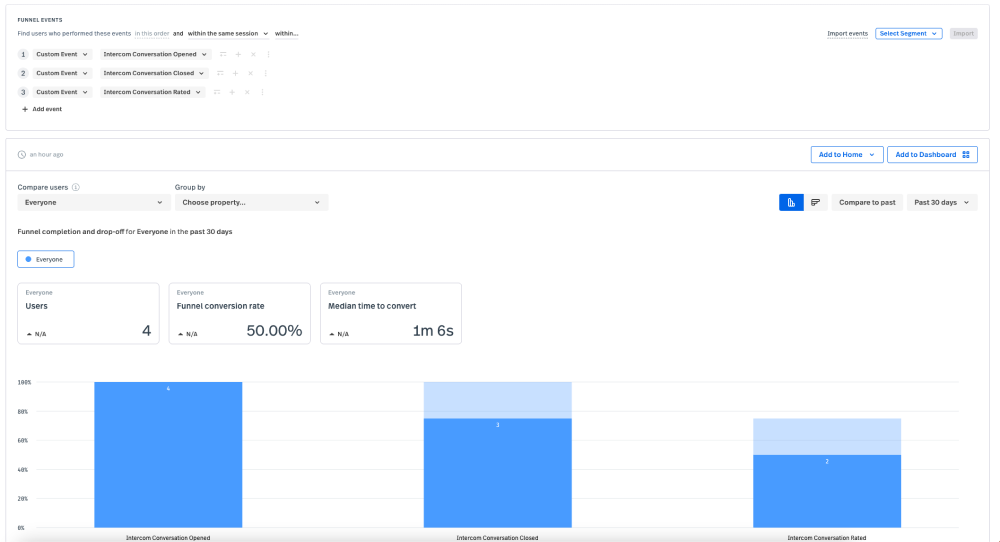 FUNNEL EVENTS
Find users who performed these events in this order and within the same session within...
Import events Select Segment Import
1 Custom Event Intercom Conversation Opened
2 Custom Event Intercom Conversation Closed
3 Custom Event Intercom Conversation Rated
+ Add event
an hour ago
Add to Home Add to Dashboard
Compare users Group by
Everyone Choose property...
Compare to past Past 30 days
Funnel completion and drop-off for Everyone in the past 30 days
Everyone
Everyone
Users
N/A 4
Everyone
Funnel conversion rate
N/A 50.00%
Everyone
Median time to convert
N/A 1m 6s
100%
80%
60%
40%
20%
0%
4
3
2
Intercom Conversation Opened Intercom Conversation Closed Intercom Conversation Rated